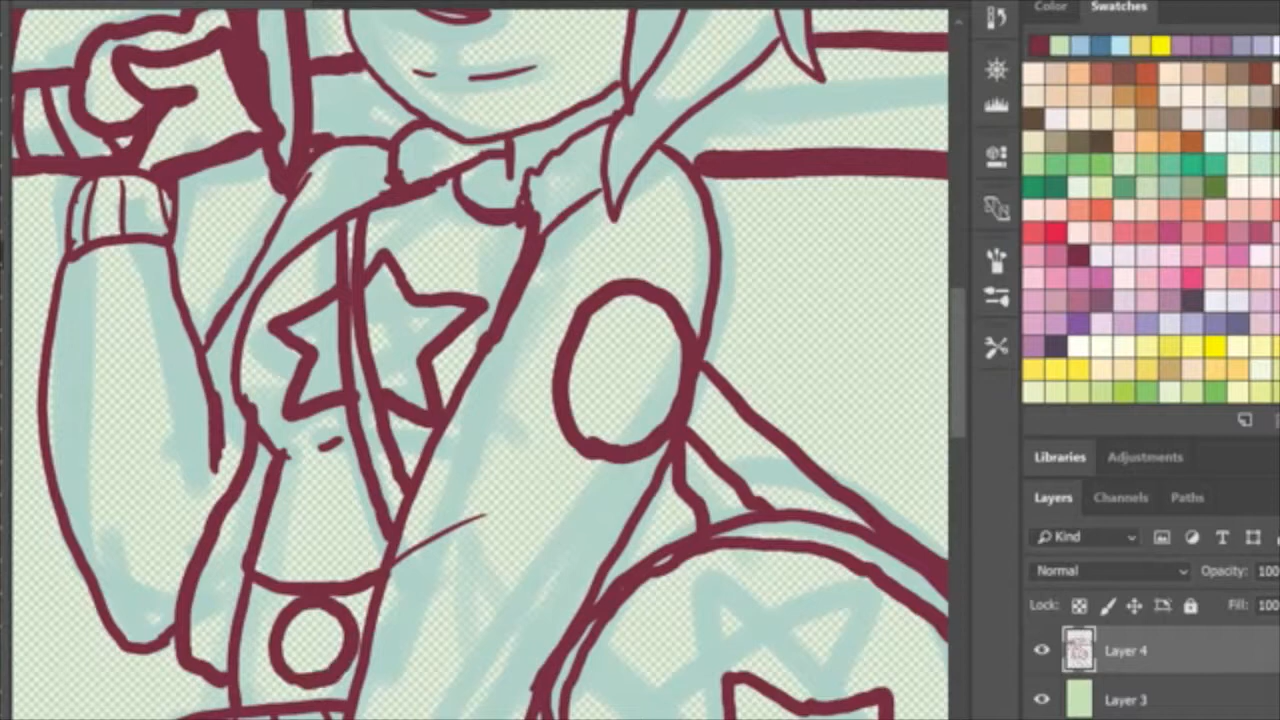 Color Swatches
Libraries Adjustments
Layers Channels Paths
Kind
Normal Opacity: 100
Lock: Fill: 100
Layer 4
Layer 3